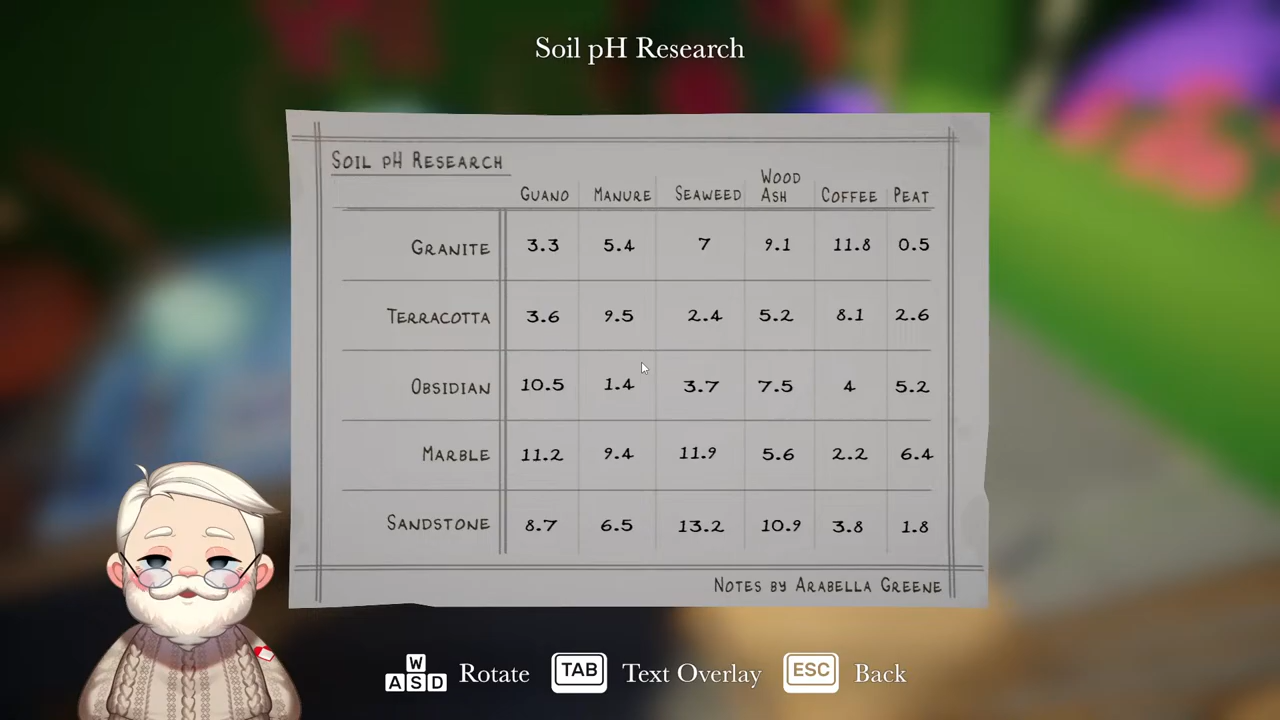 Soil pH Research
SOIL pH RESEARCH
GUANO MANURE SEAWEED WOOD ASH COFFEE PEAT
GRANITE 3.3 5.4 7 9.1 11.8 0.5
TERRACOTTA 3.6 9.5 2.4 5.2 8.1 2.6
OBSIDIAN 10.5 1.4 3.7 7.5 4 5.2
MARBLE 11.2 9.4 11.9 5.6 2.2 6.4
SANDSTONE 8.7 6.5 13.2 10.9 3.8 1.8
NOTES BY ARABELLA GREENE
W
A S D Rotate TAB Text Overlay ESC Back